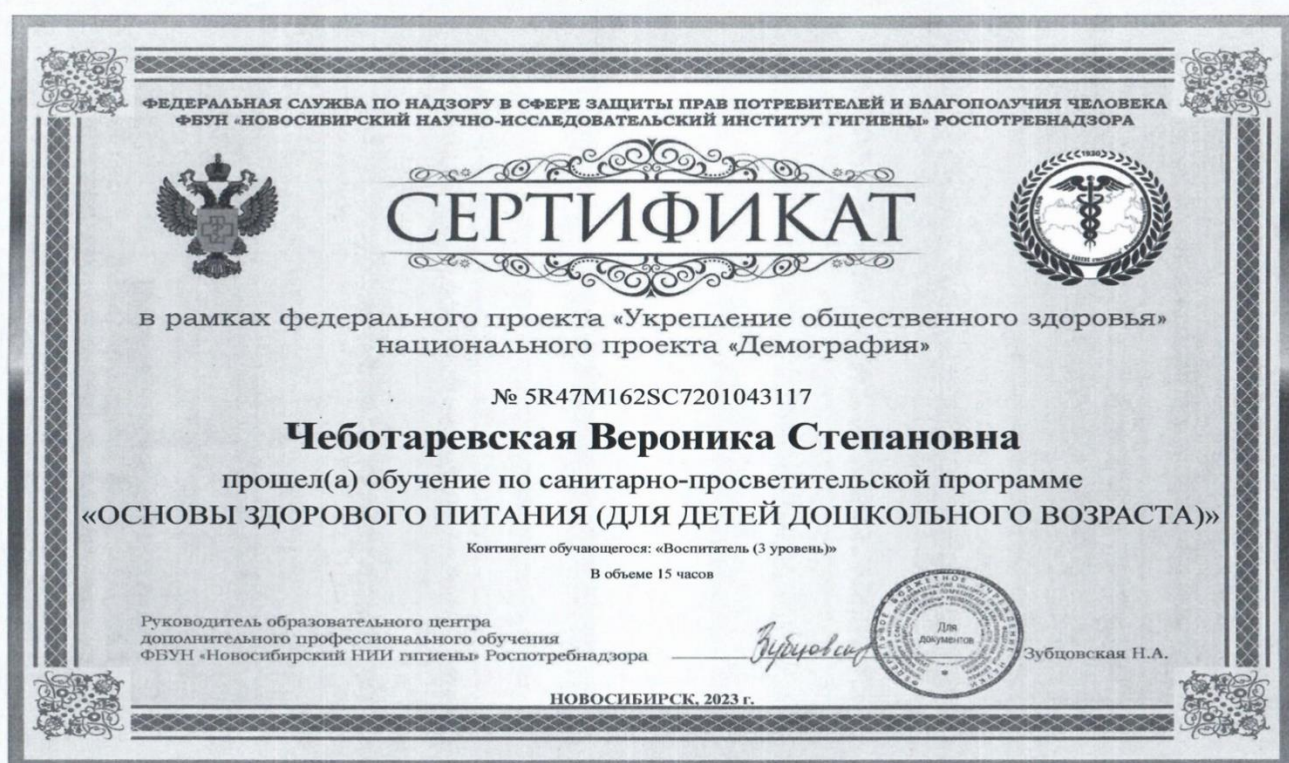 ФЕДЕРАЛЬНАЯ СЛУЖБА ПО НАДЗОРУ В СФЕРЕ ЗАЩИТЫ ПРАВ ПОТРЕБИТЕЛЕЙ И БЛАГОПОЛУЧИЯ ЧЕЛОВЕКА
ФБУН «НОВОСИБИРСКИЙ НАУЧНО-ИССЛЕДОВАТЕЛЬСКИЙ ИНСТИТУТ ГИГИЕНЫ» РОСПОТРЕБНАДЗОРА
1930
СЕРТИФИКАТ
в рамках федерального проекта «Укрепление общественного здоровья»
национального проекта «Демография»
№ 5R47M162SC7201043117
Чеботаревская Вероника Степановна
прошел(а) обучение по санитарно-просветительской программе
«ОСНОВЫ ЗДОРОВОГО ПИТАНИЯ (ДЛЯ ДЕТЕЙ ДОШКОЛЬНОГО ВОЗРАСТА)»
Контингент обучающегося: «Воспитатель (3 уровень)»
В объеме 15 часов
Руководитель образовательного центра
дополнительного профессионального обучения
ФБУН «Новосибирский НИИ гигиены» Роспотребнадзора
Для
документов
Зубцовская Н.А.
НОВОСИБИРСК, 2023 г.